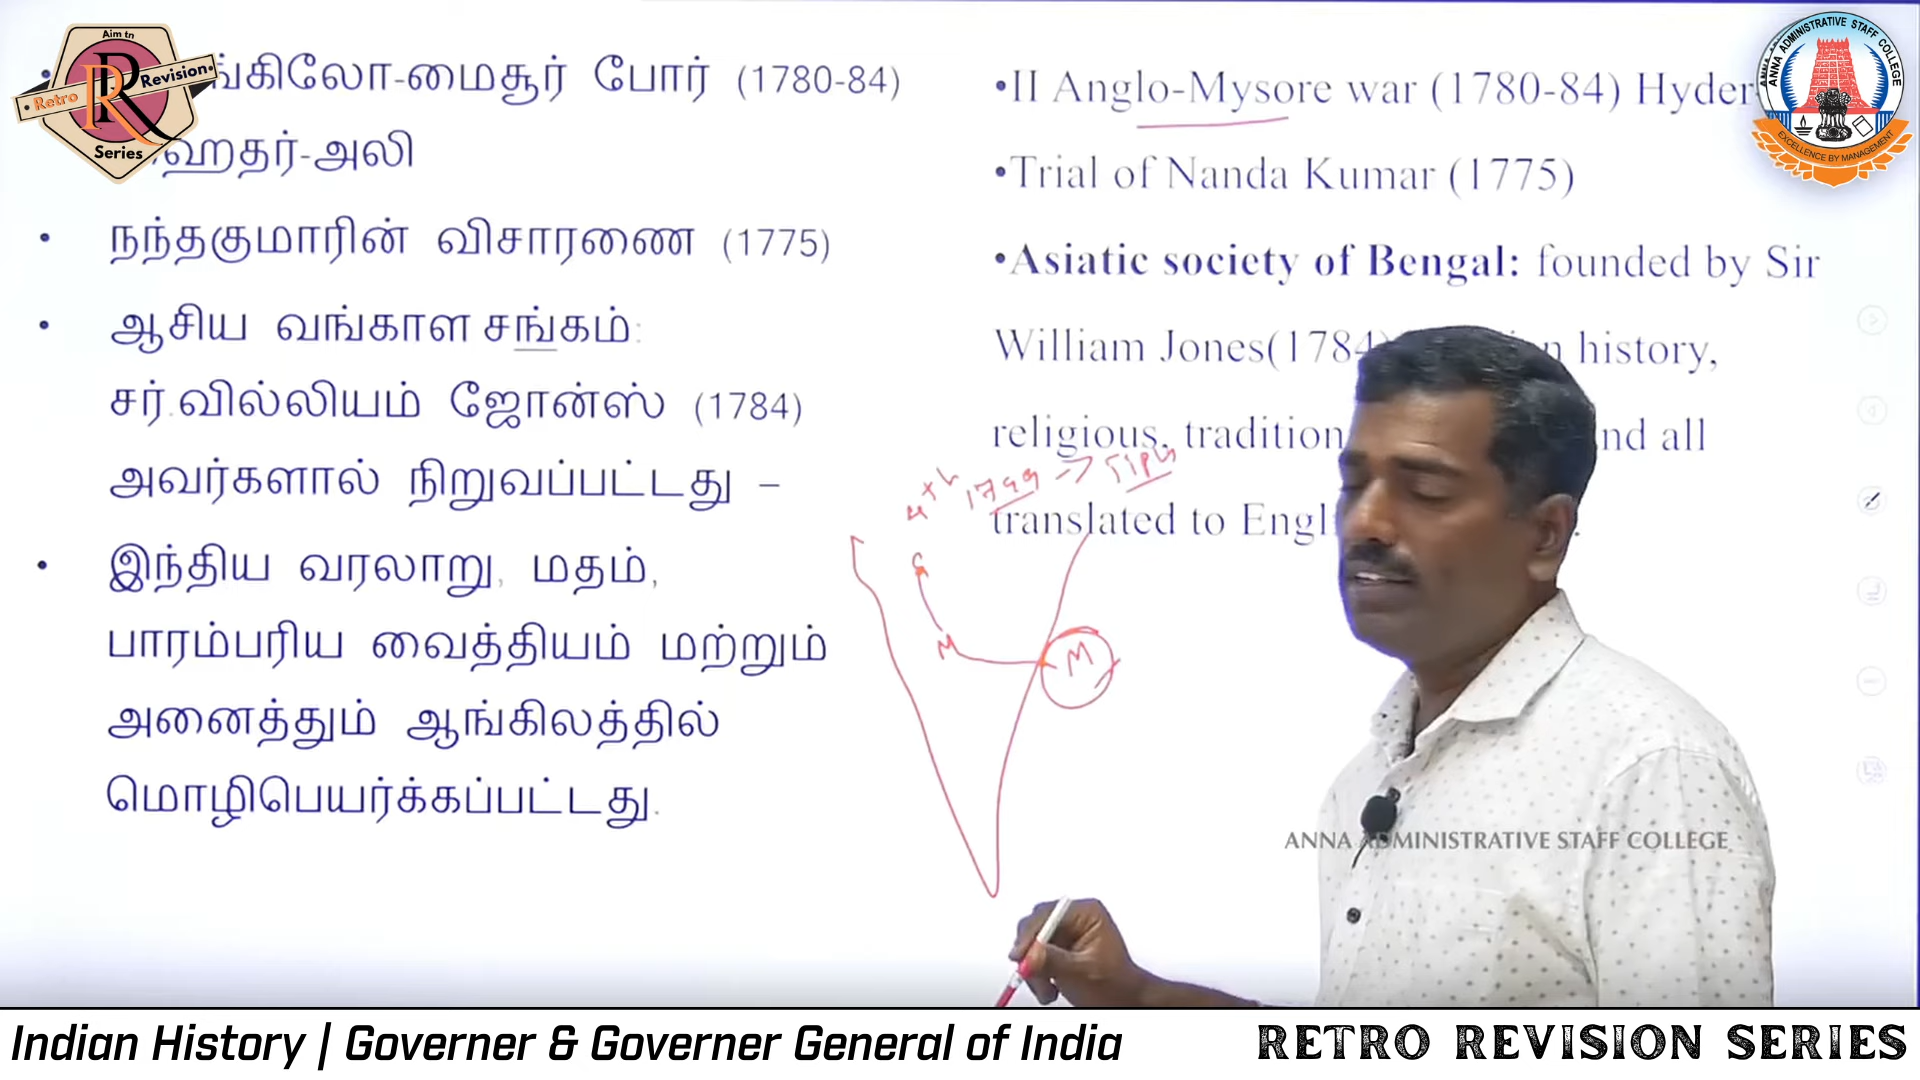 Aim tn
Retro
RR
Revision
Series
ங்கிலோ-மைசூர் போர் (1780-84)
ஹைதர்-அலி
• நந்தகுமாரின் விசாரணை (1775)
• ஆசிய வங்காள சங்கம்:
சர்.வில்லியம் ஜோன்ஸ் (1784)
அவர்களால் நிறுவப்பட்டது –
• இந்திய வரலாறு, மதம்,
பாரம்பரிய வைத்தியம் மற்றும்
அனைத்தும் ஆங்கிலத்தில்
மொழிபெயர்க்கப்பட்டது.
•II Anglo-Mysore war (1780-84) Hyder
•Trial of Nanda Kumar (1775)
•Asiatic society of Bengal: founded by Sir
William Jones(1784) history,
religious, tradition nd all
translated to Engl
4th 1799 -> Tipu
M
M
ANNA ADMINISTRATIVE STAFF COLLEGE
EXCELLENCE BY MANAGEMENT
ANNA ADMINISTRATIVE STAFF COLLEGE
Indian History | Governer & Governer General of India
RETRO REVISION SERIES